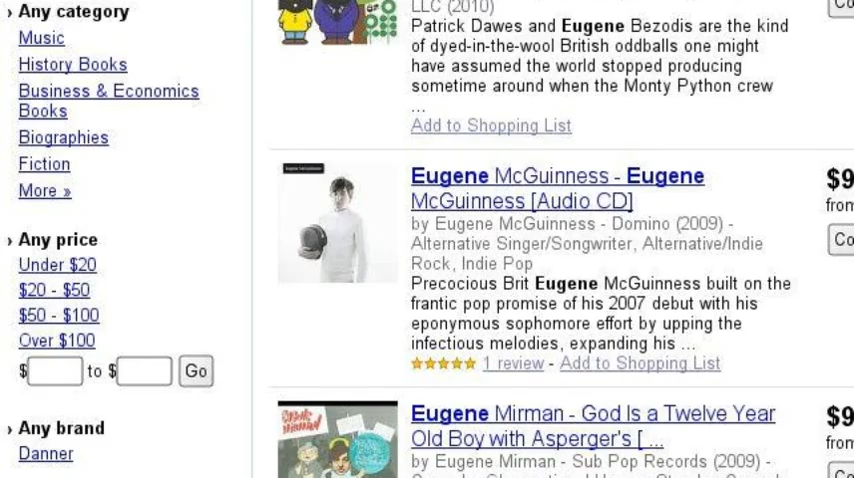 › Any category
Music
History Books
Business & Economics
Books
Biographies
Fiction
More »
› Any price
Under $20
$20 - $50
$50 - $100
Over $100
$ to $ Go
› Any brand
Danner
LLC (2010)
Patrick Dawes and Eugene Bezodis are the kind
of dyed-in-the-wool British oddballs one might
have assumed the world stopped producing
sometime around when the Monty Python crew
...
Add to Shopping List
Eugene McGuinness - Eugene
McGuinness [Audio CD]
by Eugene McGuinness - Domino (2009) -
Alternative Singer/Songwriter, Alternative/Indie
Rock, Indie Pop
Precocious Brit Eugene McGuinness built on the
frantic pop promise of his 2007 debut with his
eponymous sophomore effort by upping the
infectious melodies, expanding his ...
1 review - Add to Shopping List
$9
from
Co
Eugene Mirman - God Is a Twelve Year
Old Boy with Asperger's [ ...
by Eugene Mirman - Sub Pop Records (2009) -
$9
from
Co